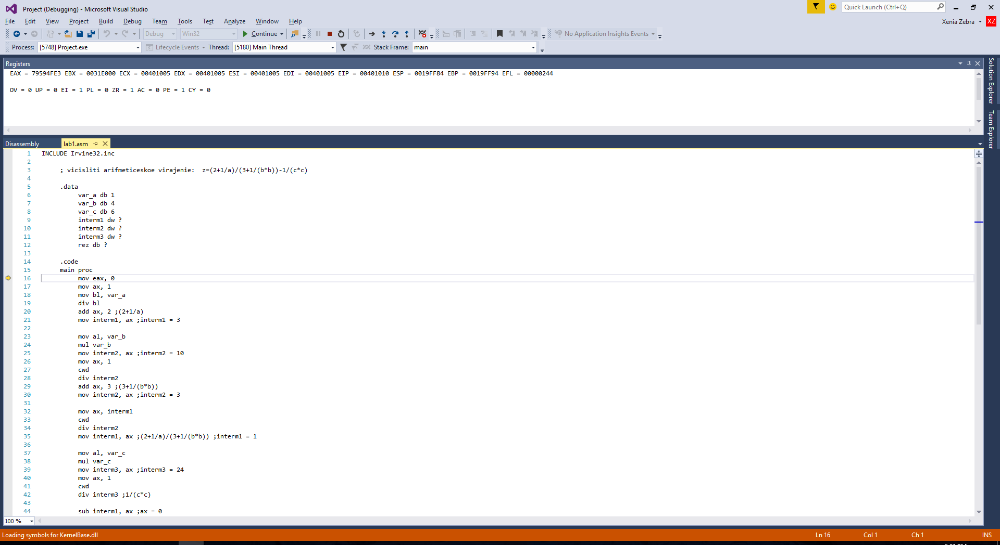 Project (Debugging) - Microsoft Visual Studio
Quick Launch (Ctrl+Q)
File Edit View Project Build Debug Team Tools Test Analyze Window Help
Xenia Zebra XZ
Debug Win32 Continue No Application Insights Events
Process: [5748] Project.exe Lifecycle Events Thread: [5180] Main Thread Stack Frame: main
Registers
EAX = 79594FE3 EBX = 0031E000 ECX = 00401005 EDX = 00401005 ESI = 00401005 EDI = 00401005 EIP = 00401010 ESP = 0019FF84 EBP = 0019FF94 EFL = 00000244
OV = 0 UP = 0 EI = 1 PL = 0 ZR = 1 AC = 0 PE = 1 CY = 0
Solution Explorer
Team Explorer
Disassembly lab1.asm
1 INCLUDE Irvine32.inc
2
3 ; vicisliti arifmeticeskoe virajenie: z=(2+1/a)/(3+1/(b*b))-1/(c*c)
4
5 .data
6 var_a db 1
7 var_b db 4
8 var_c db 6
9 interm1 dw ?
10 interm2 dw ?
11 interm3 dw ?
12 rez db ?
13
14 .code
15 main proc
16 mov eax, 0
17 mov ax, 1
18 mov bl, var_a
19 div bl
20 add ax, 2 ;(2+1/a)
21 mov interm1, ax ;interm1 = 3
22
23 mov al, var_b
24 mul var_b
25 mov interm2, ax ;interm2 = 10
26 mov ax, 1
27 cwd
28 div interm2
29 add ax, 3 ;(3+1/(b*b))
30 mov interm2, ax ;interm2 = 3
31
32 mov ax, interm1
33 cwd
34 div interm2
35 mov interm1, ax ;(2+1/a)/(3+1/(b*b)) ;interm1 = 1
36
37 mov al, var_c
38 mul var_c
39 mov interm3, ax ;interm3 = 24
40 mov ax, 1
41 cwd
42 div interm3 ;1/(c*c)
43
44 sub interm1, ax ;ax = 0
100 %
Loading symbols for KernelBase.dll Ln 16 Col 1 Ch 1 INS